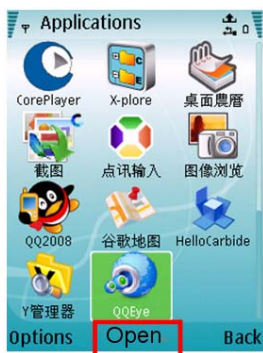 Applications
CorePlayer X-plore 桌面農曆
截图 点讯输入 图像浏览
QQ2008 谷歌地图 HelloCarbide
Y管理器 QQEye
Options Open Back